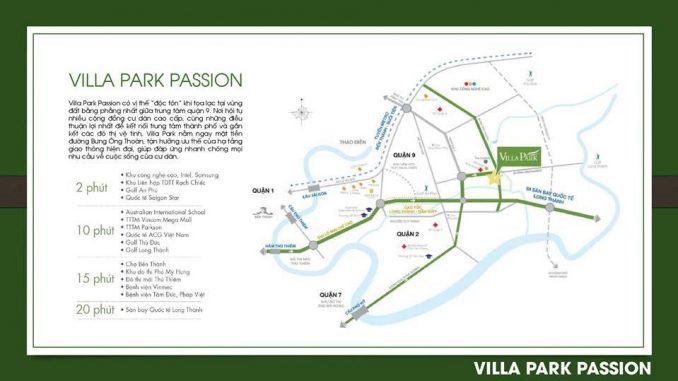 VILLA PARK PASSION
Villa Park Passion có vị thế "độc tôn" khi tọa lạc tại vùng
đất bằng phẳng nhất giữa trung tâm quận 9. Nơi hội tụ
nhiều cộng đồng cư dân cao cấp, cùng những điều
thuận lợi nhất để kết nối trung tâm thành phố và gắn
kết các đô thị vệ tinh. Villa Park nằm ngay mặt tiền
đường Bưng Ông Thoàn, tận hưởng ưu thế của hạ tầng
giao thông hiện đại, giúp đáp ứng nhanh chóng mọi
nhu cầu về cuộc sống của cư dân.
2 phút
• Khu công nghệ cao, Intel, Samsung
• Khu Liên hợp TDTT Rạch Chiếc
• Golf An Phú
• Quốc tế Saigon Star
10 phút
• Australian International School
• TTTM Vincom Mega Mall
• TTTM Parkson
• Quốc tế ACG Việt Nam
• Golf Thủ Đức
• Golf Long Thành
15 phút
• Chợ Bến Thành
• Khu đô thị Phú Mỹ Hưng
• Đô thị mới Thủ Thiêm
• Bệnh viện Vinmec
• Bệnh viện Tâm Đức, Pháp Việt
20 phút
• Sân bay Quốc tế Long Thành
KHU CÔNG NGHỆ CAO
THẢO ĐIỀN
QUẬN 9
VILLA PARK
QUẬN 1
CẦU SÀI GÒN
CẦU THỦ THIÊM
HẦM THỦ THIÊM
CAO TỐC
LONG THÀNH - DẦU GIÂY
ĐI SÂN BAY QUỐC TẾ
LONG THÀNH
QUẬN 2
QUẬN 7
CẦU PHÚ MỸ
VILLA PARK PASSION